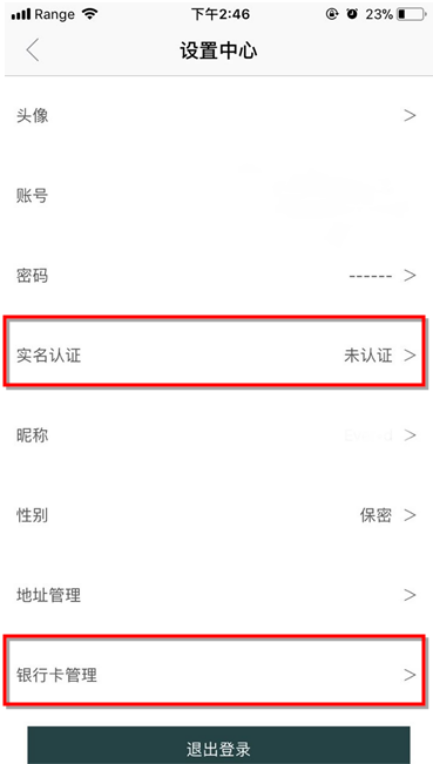 Range 下午2:46 23%
设置中心
头像 >
账号
密码 ------ >
实名认证 未认证 >
昵称 >
性别 保密 >
地址管理 >
银行卡管理 >
退出登录